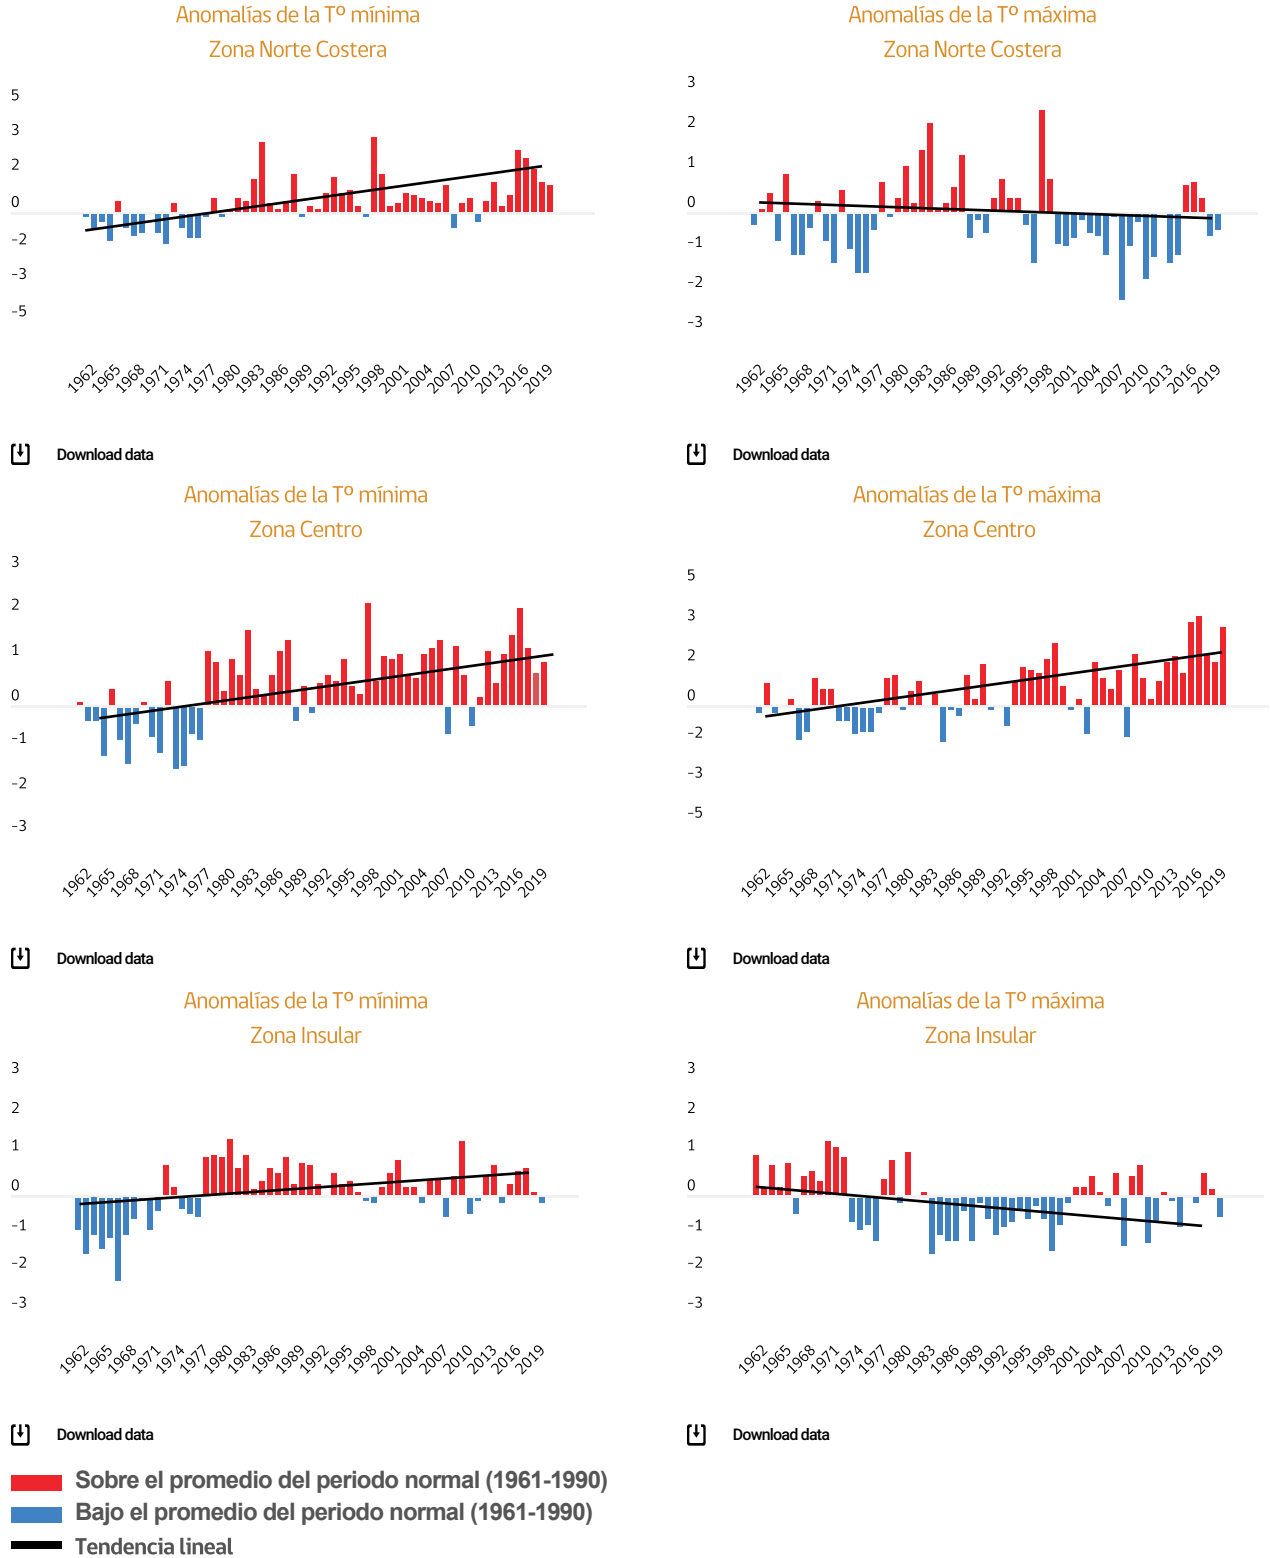 Anomalías de la Tº mínima
Zona Norte Costera
5
3
2
0
-2
-3
-5
1962 1965 1968 1971 1974 1977 1980 1983 1986 1989 1992 1995 1998 2001 2004 2007 2010 2013 2016 2019
Download data
Anomalías de la Tº máxima
Zona Norte Costera
3
2
1
0
-1
-2
-3
1962 1965 1968 1971 1974 1977 1980 1983 1986 1989 1992 1995 1998 2001 2004 2007 2010 2013 2016 2019
Download data
Anomalías de la Tº mínima
Zona Centro
3
2
1
0
-1
-2
-3
1962 1965 1968 1971 1974 1977 1980 1983 1986 1989 1992 1995 1998 2001 2004 2007 2010 2013 2016 2019
Download data
Anomalías de la Tº máxima
Zona Centro
5
3
2
0
-2
-3
-5
1962 1965 1968 1971 1974 1977 1980 1983 1986 1989 1992 1995 1998 2001 2004 2007 2010 2013 2016 2019
Download data
Anomalías de la Tº mínima
Zona Insular
3
2
1
0
-1
-2
-3
1962 1965 1968 1971 1974 1977 1980 1983 1986 1989 1992 1995 1998 2001 2004 2007 2010 2013 2016 2019
Download data
Anomalías de la Tº máxima
Zona Insular
3
2
1
0
-1
-2
-3
1962 1965 1968 1971 1974 1977 1980 1983 1986 1989 1992 1995 1998 2001 2004 2007 2010 2013 2016 2019
Download data
Sobre el promedio del periodo normal (1961-1990)
Bajo el promedio del periodo normal (1961-1990)
Tendencia lineal